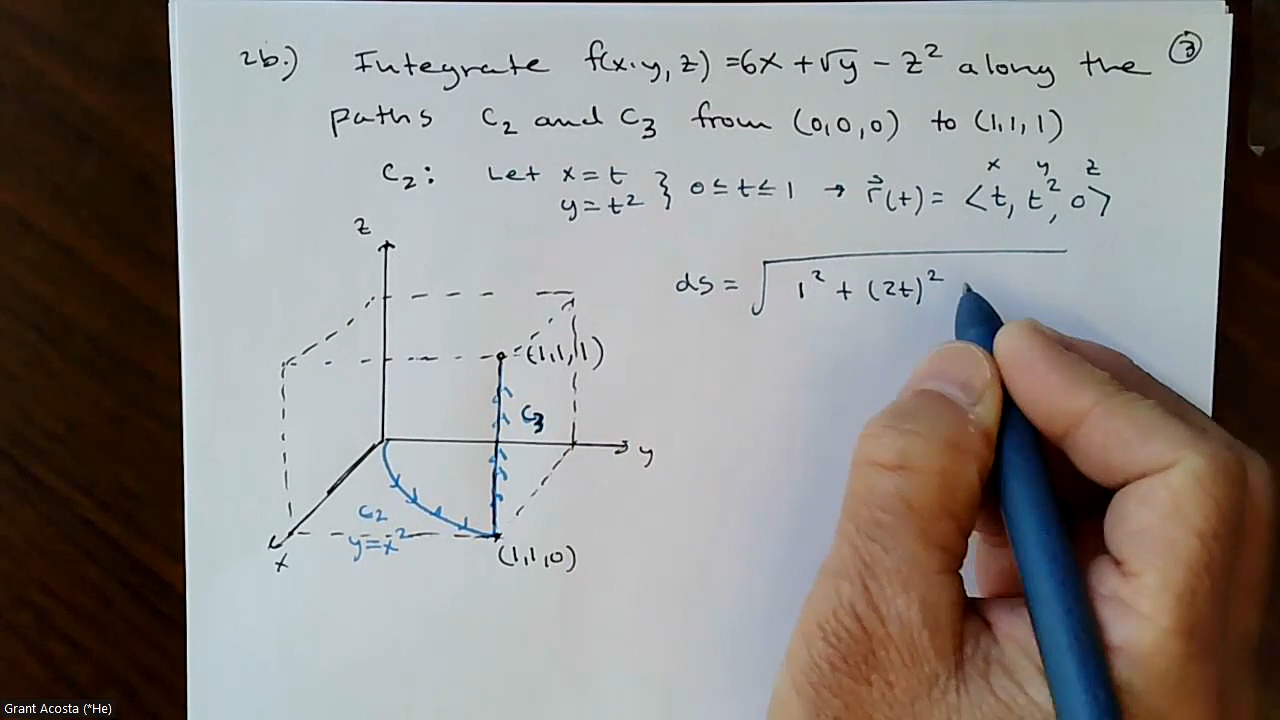 2b.) Integrate f(x,y,z) = 6x + √y − z² along the ③
paths C₂ and C₃ from (0,0,0) to (1,1,1)
C₂: Let x = t
y = t² } 0 ≤ t ≤ 1 → r⃗(t) = <t, t², 0>
x y z
ds = √ 1² + (2t)²
z
(1,1,1)
C₃
y
C₂
y=x²
x
(1,1,0)
Grant Acosta (*He)